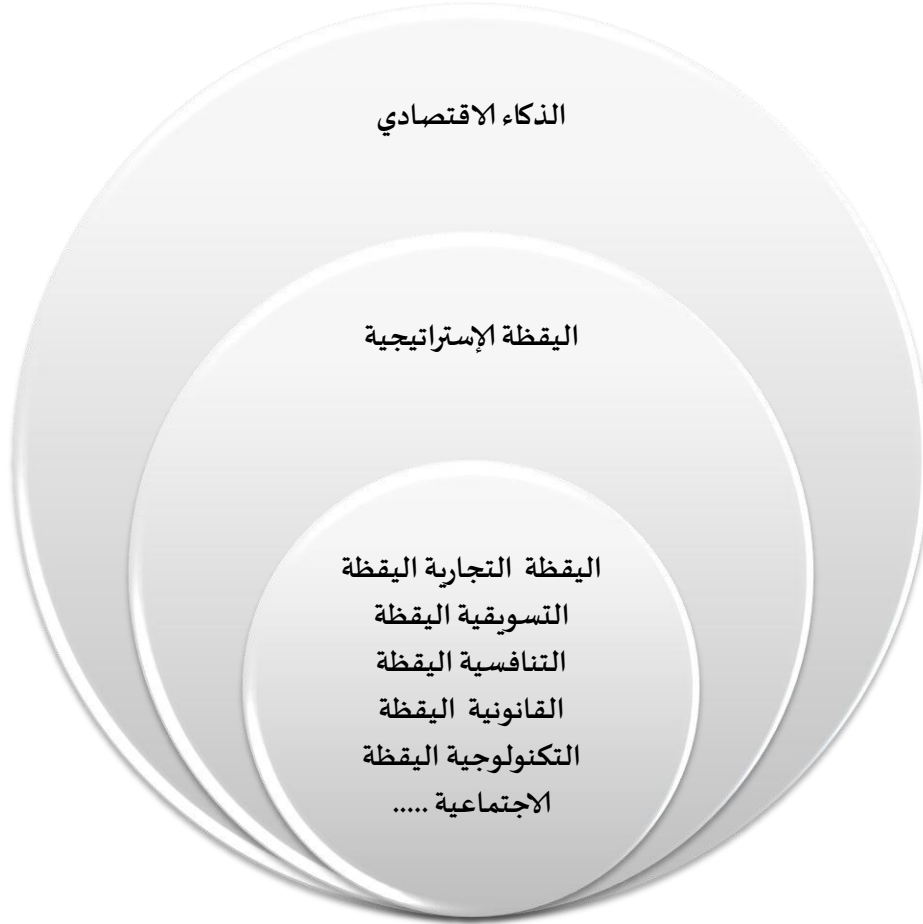 الذكاء الاقتصادي
اليقظة الإستراتيجية
اليقظة التجارية اليقظة
التسويقية اليقظة
التنافسية اليقظة
القانونية اليقظة
التكنولوجية اليقظة
الاجتماعية .....